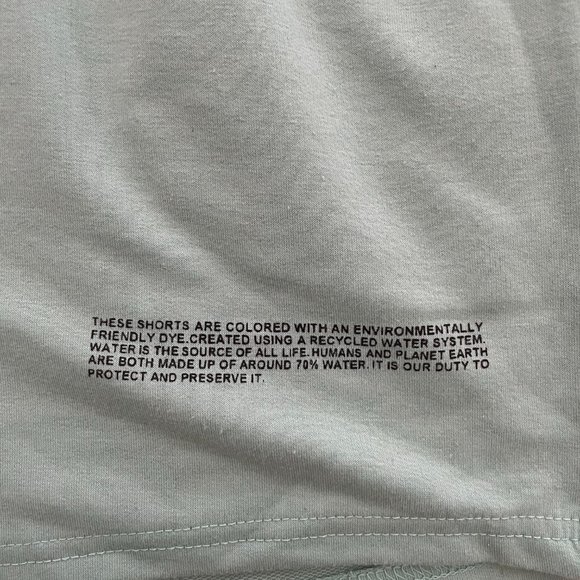 THESE SHORTS ARE COLORED WITH AN ENVIRONMENTALLY
FRIENDLY DYE.CREATED USING A RECYCLED WATER SYSTEM.
WATER IS THE SOURCE OF ALL LIFE.HUMANS AND PLANET EARTH
ARE BOTH MADE UP OF AROUND 70% WATER.IT IS OUR DUTY TO
PROTECT AND PRESERVE IT.